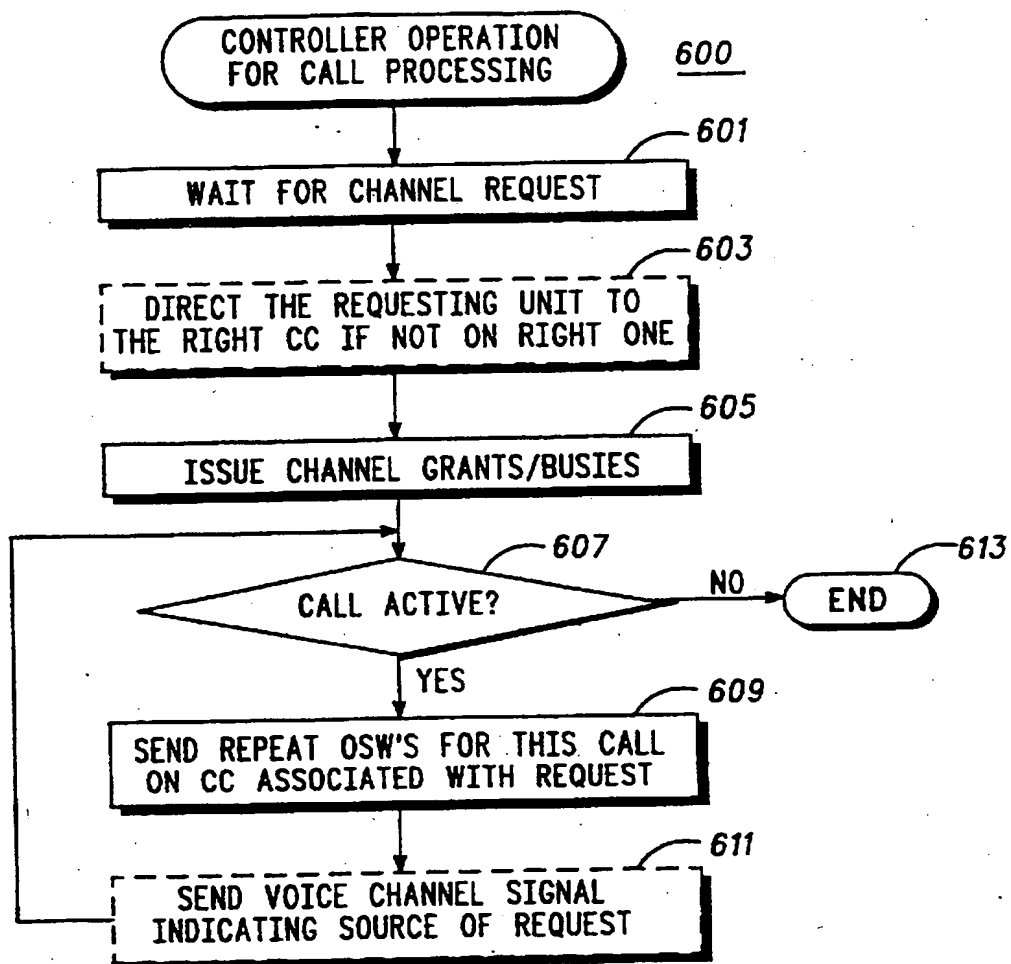 CONTROLLER OPERATION
FOR CALL PROCESSING
600
601
WAIT FOR CHANNEL REQUEST
603
DIRECT THE REQUESTING UNIT TO
THE RIGHT CC IF NOT ON RIGHT ONE
605
ISSUE CHANNEL GRANTS/BUSIES
607
CALL ACTIVE?
NO
613
END
YES
609
SEND REPEAT OSW'S FOR THIS CALL
ON CC ASSOCIATED WITH REQUEST
611
SEND VOICE CHANNEL SIGNAL
INDICATING SOURCE OF REQUEST